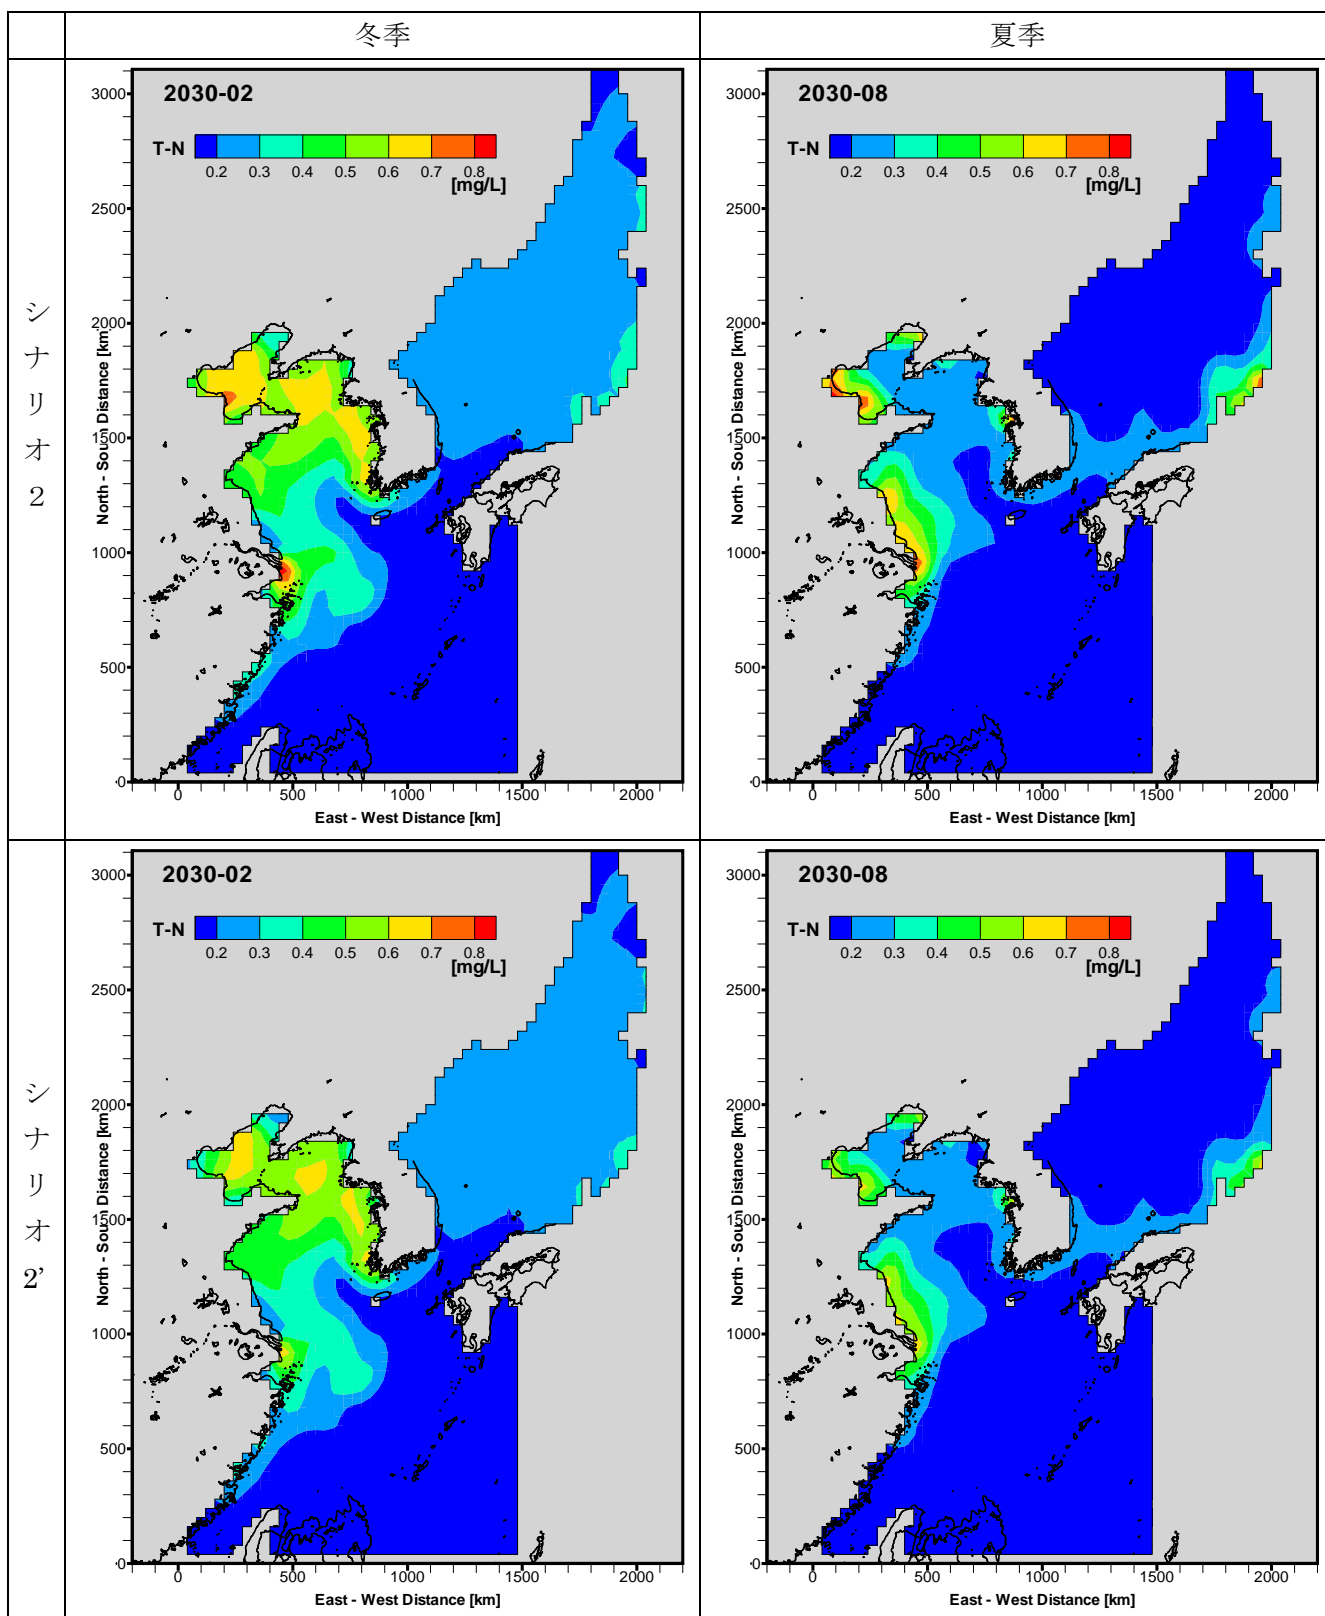 冬季
夏季
シナリオ2
2030-02
T-N
0.2 0.3 0.4 0.5 0.6 0.7 0.8
[mg/L]
North - South Distance [km]
3000
2500
2000
1500
1000
500
0
0 500 1000 1500 2000
East - West Distance [km]
2030-08
T-N
0.2 0.3 0.4 0.5 0.6 0.7 0.8
[mg/L]
North - South Distance [km]
3000
2500
2000
1500
1000
500
0
0 500 1000 1500 2000
East - West Distance [km]
シナリオ2’
2030-02
T-N
0.2 0.3 0.4 0.5 0.6 0.7 0.8
[mg/L]
North - South Distance [km]
3000
2500
2000
1500
1000
500
0
0 500 1000 1500 2000
East - West Distance [km]
2030-08
T-N
0.2 0.3 0.4 0.5 0.6 0.7 0.8
[mg/L]
North - South Distance [km]
3000
2500
2000
1500
1000
500
0
0 500 1000 1500 2000
East - West Distance [km]